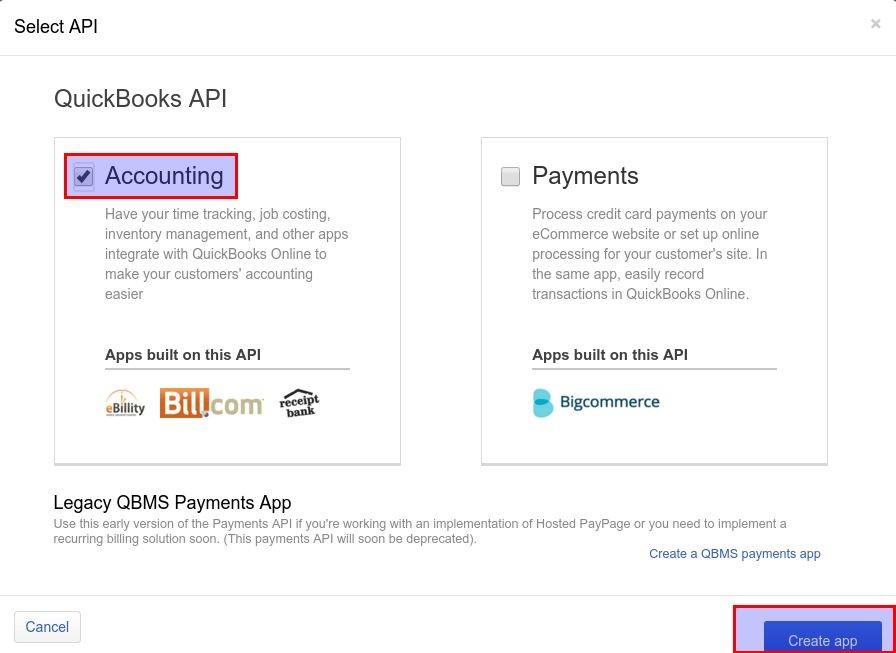 Select API
×
QuickBooks API
Accounting
Have your time tracking, job costing,
inventory management, and other apps
integrate with QuickBooks Online to
make your customers' accounting
easier
Apps built on this API
eBillity
Bill.com
receipt
bank
Payments
Process credit card payments on your
eCommerce website or set up online
processing for your customer's site. In
the same app, easily record
transactions in QuickBooks Online.
Apps built on this API
Bigcommerce
Legacy QBMS Payments App
Use this early version of the Payments API if you're working with an implementation of Hosted PayPage or you need to implement a
recurring billing solution soon. (This payments API will soon be deprecated).
Create a QBMS payments app
Cancel
Create app